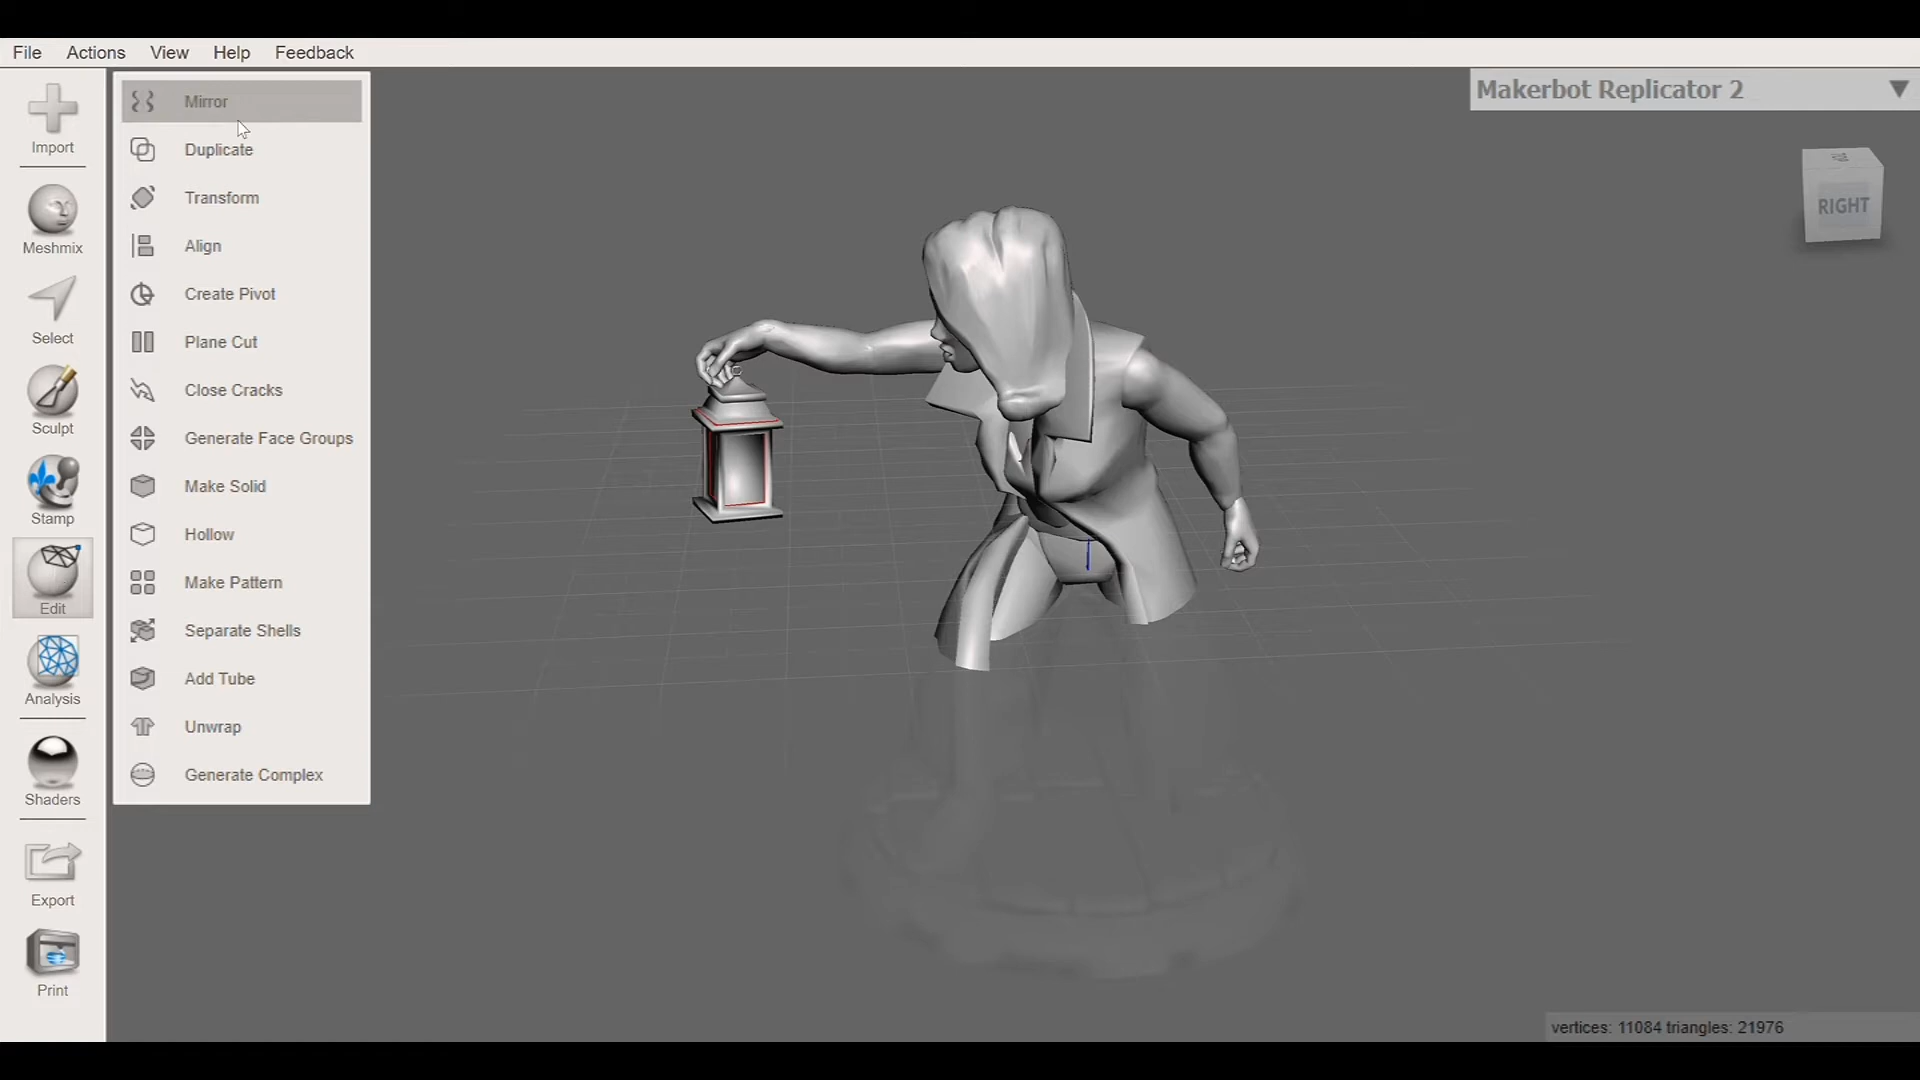 File Actions View Help Feedback
Import
Meshmix
Select
Sculpt
Stamp
Edit
Analysis
Shaders
Export
Print
Mirror
Duplicate
Transform
Align
Create Pivot
Plane Cut
Close Cracks
Generate Face Groups
Make Solid
Hollow
Make Pattern
Separate Shells
Add Tube
Unwrap
Generate Complex
Makerbot Replicator 2
RIGHT
vertices: 11084 triangles: 21976